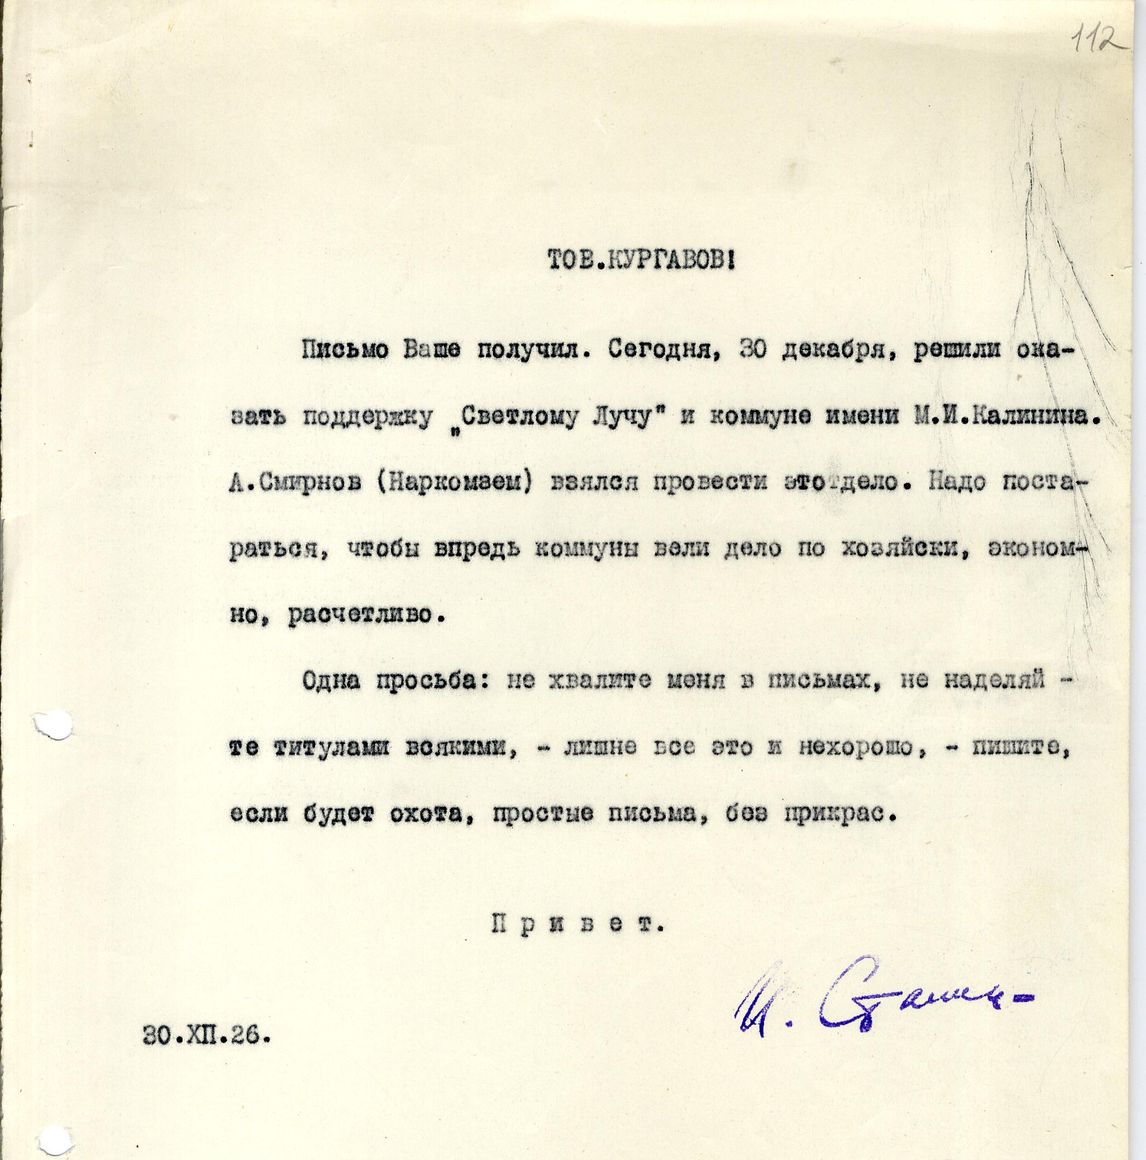 112
ТОВ.КУРГАВОВ!
Письмо Ваше получил. Сегодня, 30 декабря, решили ока-
зать поддержку „Светлому Лучу" и коммуне имени М.И.Калинина.
А.Смирнов (Наркомзем) взялся провести это дело. Надо поста-
раться, чтобы впредь коммуны вели дело по хозяйски, эконом-
но, расчетливо.
Одна просьба: не хвалите меня в письмах, не наделяй -
те титулами всякими, - лишне все это и нехорошо, - пишите,
если будет охота, простые письма, без прикрас.
П р и в е т.
И. Сталин
30.XII.26.